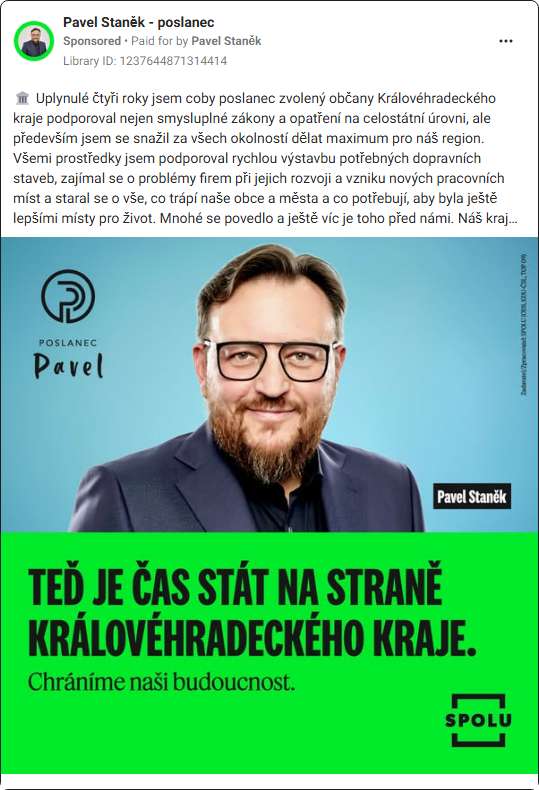 Pavel Staněk - poslanec
Sponsored • Paid for by Pavel Staněk
Library ID: 1237644871314414
🏛️ Uplynulé čtyři roky jsem coby poslanec zvolený občany Královéhradeckého
kraje podporoval nejen smysluplné zákony a opatření na celostátní úrovni, ale
především jsem se snažil za všech okolností dělat maximum pro náš region.
Všemi prostředky jsem podporoval rychlou výstavbu potřebných dopravních
staveb, zajímal se o problémy firem při jejich rozvoji a vzniku nových pracovních
míst a staral se o vše, co trápí naše obce a města a co potřebují, aby byla ještě
lepšími místy pro život. Mnohé se povedlo a ještě víc je toho před námi. Náš kraj...
POSLANEC
Pavel
Zadavatel/Zpracovatel: SPOLU (ODS, KDU-ČSL, TOP 09)
Pavel Staněk
TEĎ JE ČAS STÁT NA STRANĚ
KRÁLOVÉHRADECKÉHO KRAJE.
Chráníme naši budoucnost.
SPOLU